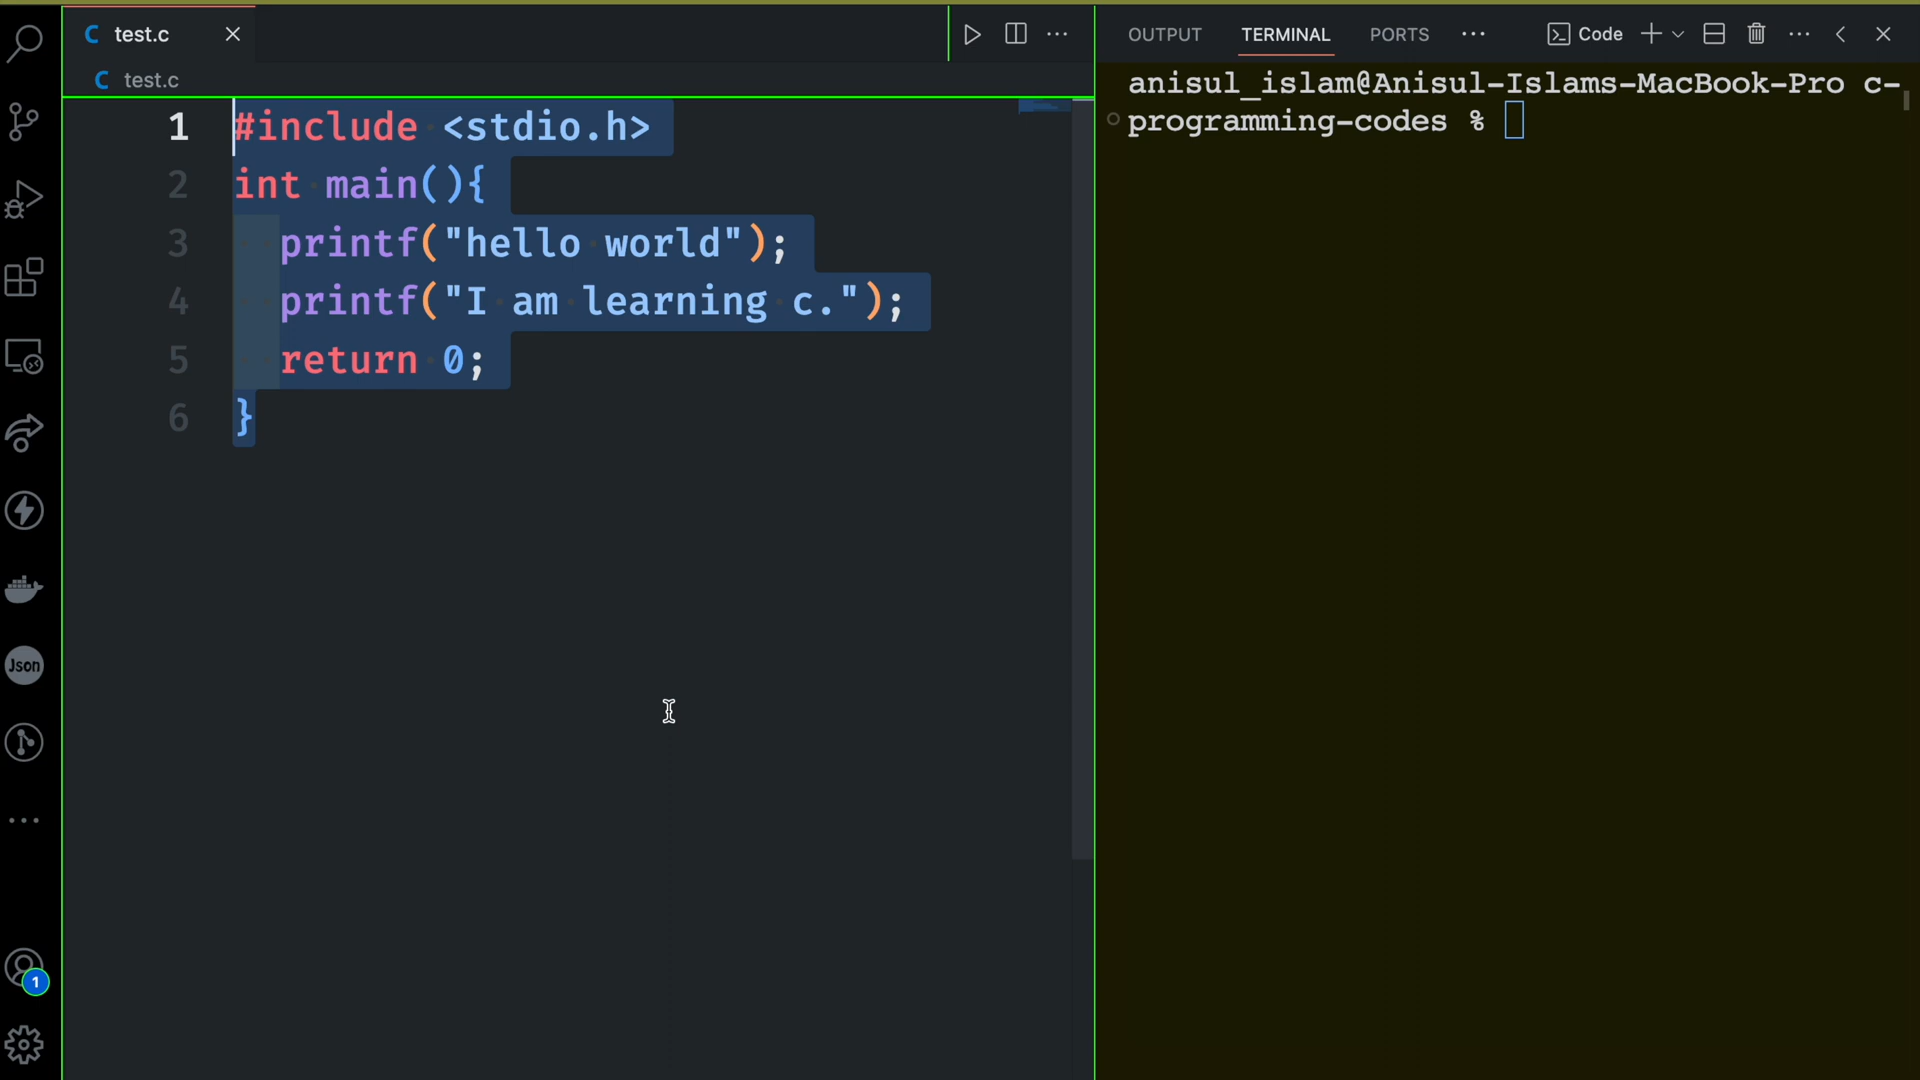 C test.c
OUTPUT TERMINAL PORTS ... Code
C test.c
1 #include <stdio.h>
2 int main(){
3 printf("hello world");
4 printf("I am learning c.");
5 return 0;
6 }
anisul_islam@Anisul-Islams-MacBook-Pro c-
programming-codes %
Json
1